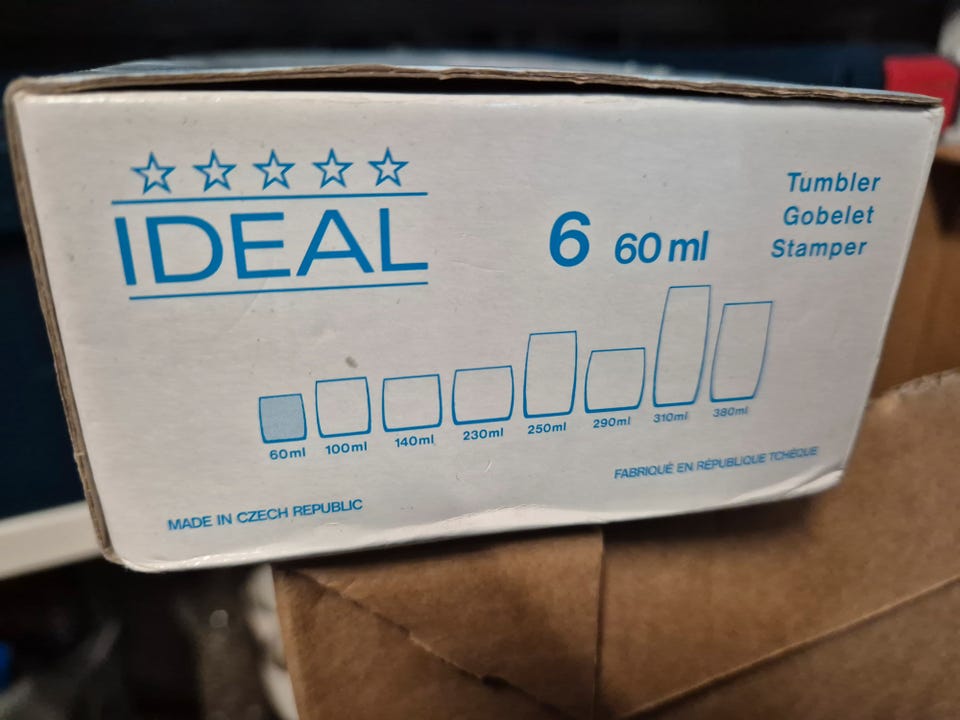 IDEAL
6 60 ml
Tumbler
Gobelet
Stamper
60ml 100ml 140ml 230ml 250ml 290ml 310ml 380ml
MADE IN CZECH REPUBLIC
FABRIQUÉ EN RÉPUBLIQUE TCHÉQUE